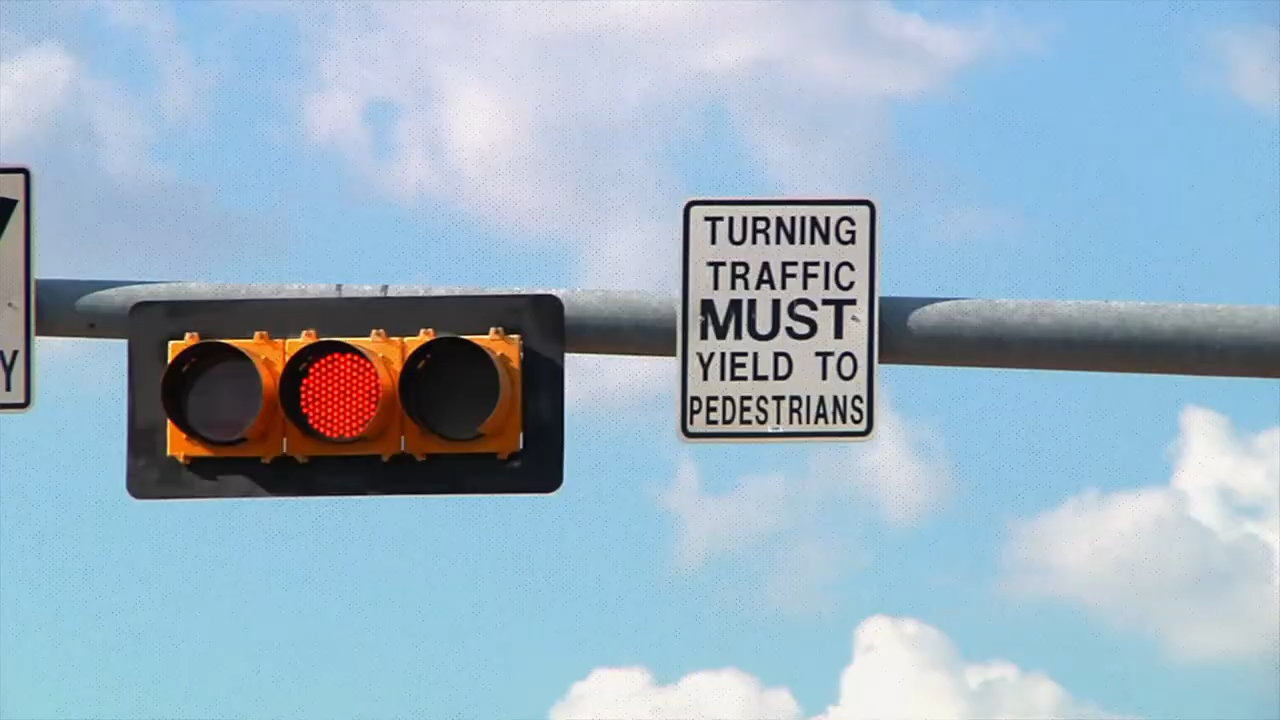 Y
TURNING
TRAFFIC
MUST
YIELD TO
PEDESTRIANS